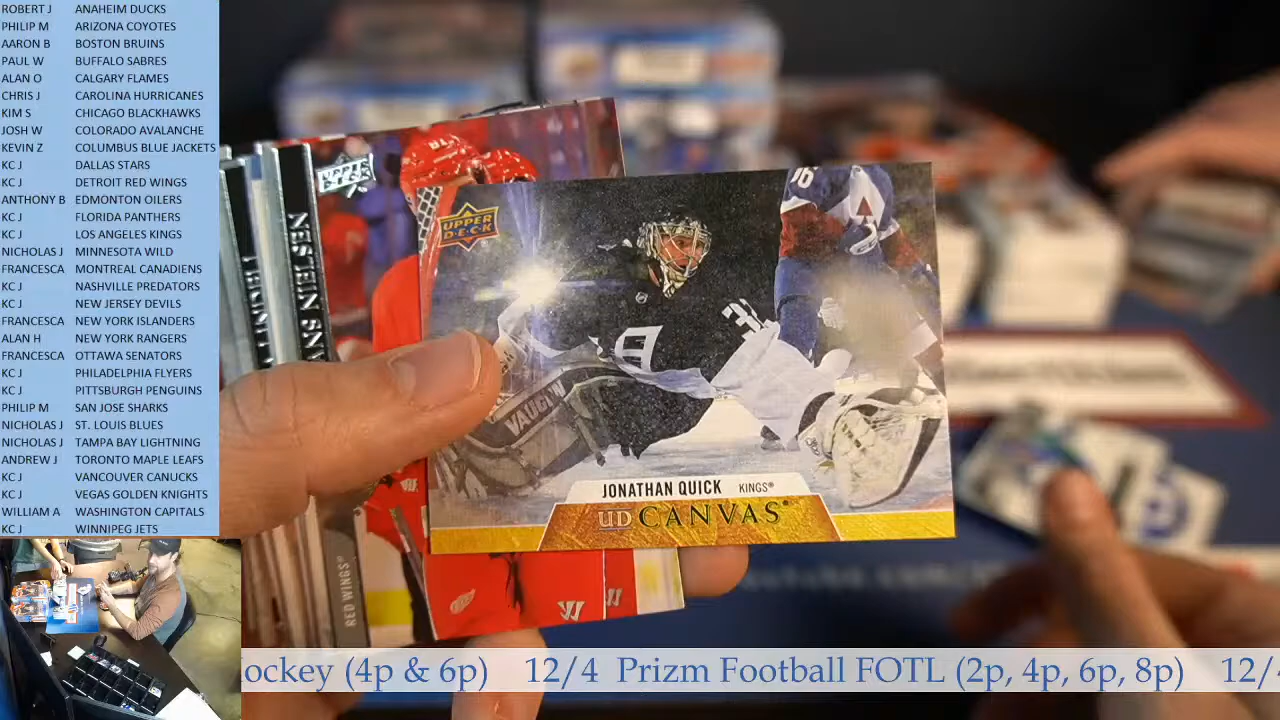 ROBERT J ANAHEIM DUCKS
PHILIP M ARIZONA COYOTES
AARON B BOSTON BRUINS
PAUL W BUFFALO SABRES
ALAN O CALGARY FLAMES
CHRIS J CAROLINA HURRICANES
KIM S CHICAGO BLACKHAWKS
JOSH W COLORADO AVALANCHE
KEVIN Z COLUMBUS BLUE JACKETS
KC J DALLAS STARS
KC J DETROIT RED WINGS
ANTHONY B EDMONTON OILERS
KC J FLORIDA PANTHERS
KC J LOS ANGELES KINGS
NICHOLAS J MINNESOTA WILD
FRANCESCA MONTREAL CANADIENS
KC J NASHVILLE PREDATORS
KC J NEW JERSEY DEVILS
FRANCESCA NEW YORK ISLANDERS
ALAN H NEW YORK RANGERS
FRANCESCA OTTAWA SENATORS
KC J PHILADELPHIA FLYERS
KC J PITTSBURGH PENGUINS
PHILIP M SAN JOSE SHARKS
NICHOLAS J ST. LOUIS BLUES
NICHOLAS J TAMPA BAY LIGHTNING
ANDREW J TORONTO MAPLE LEAFS
KC J VANCOUVER CANUCKS
KC J VEGAS GOLDEN KNIGHTS
WILLIAM A WASHINGTON CAPITALS
KC J WINNIPEG JETS
UPPER DECK
UPPER
DECK
VAUGHN
JONATHAN QUICK KINGS®
UD CANVAS
RED WINGS®
ockey (4p & 6p) 12/4 Prizm Football FOTL (2p, 4p, 6p, 8p) 12/4